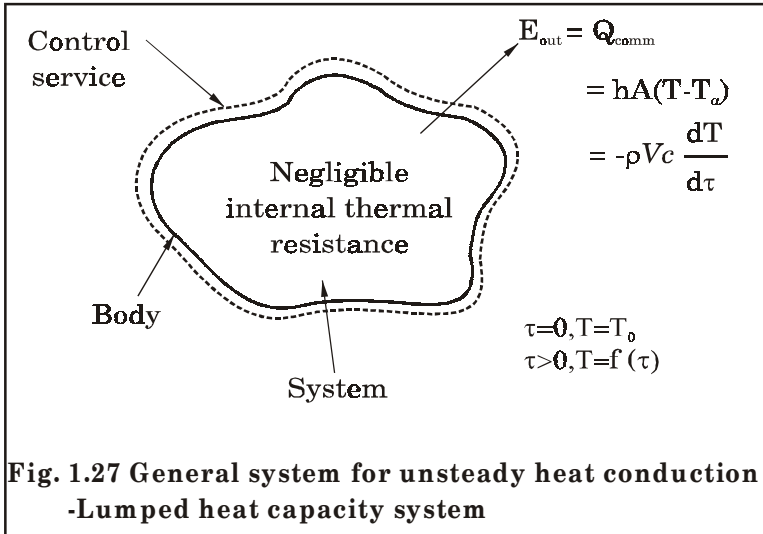 Control
service
E_out = Q_comm
= hA(T-T_a)
= -ρVc dT/dτ
Negligible
internal thermal
resistance
Body
τ=0,T=T_0
τ>0,T=f (τ)
System
Fig. 1.27 General system for unsteady heat conduction
-Lumped heat capacity system